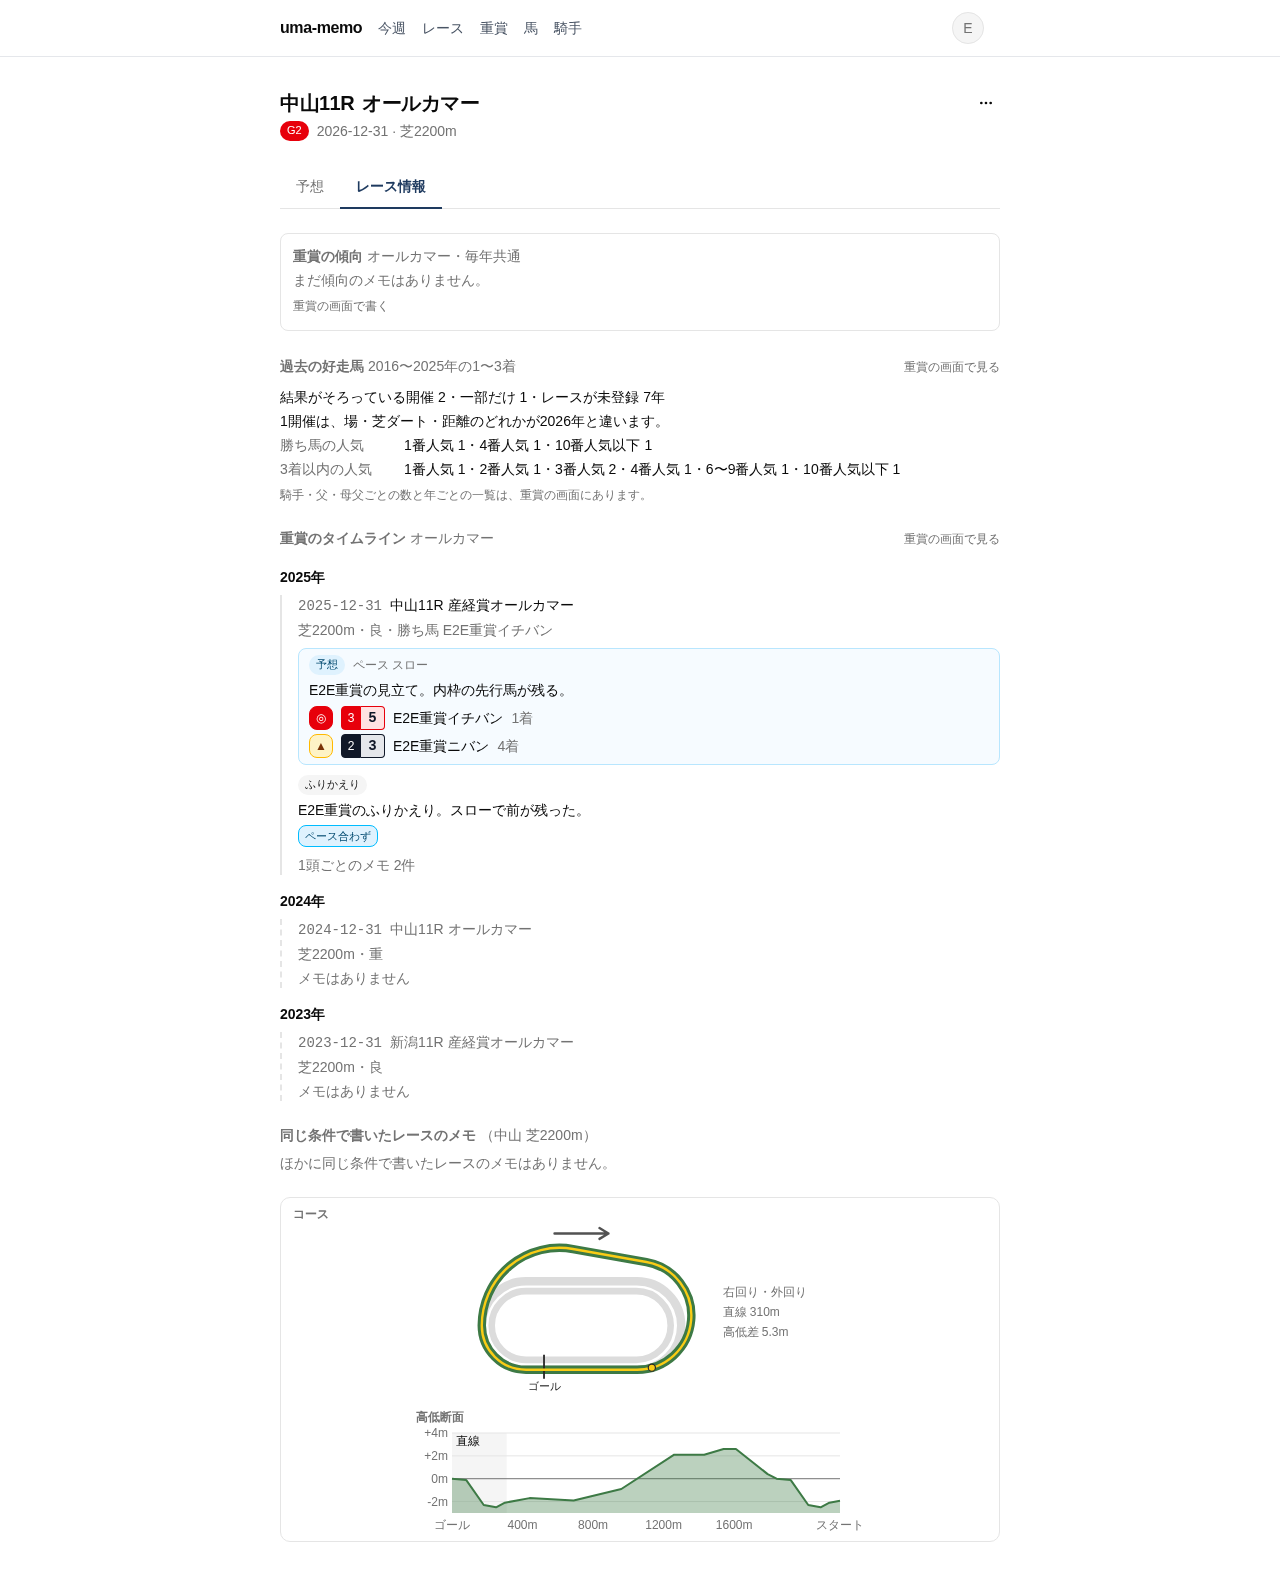 uma-memo 今週 レース 重賞 馬 騎手 E
中山11R オールカマー ···
G2 2026-12-31 · 芝2200m
予想 レース情報
重賞の傾向 オールカマー・毎年共通
まだ傾向のメモはありません。
重賞の画面で書く
過去の好走馬 2016〜2025年の1〜3着 重賞の画面で見る
結果がそろっている開催 2・一部だけ 1・レースが未登録 7年
1開催は、場・芝ダート・距離のどれかが2026年と違います。
勝ち馬の人気 1番人気 1・4番人気 1・10番人気以下 1
3着以内の人気 1番人気 1・2番人気 1・3番人気 2・4番人気 1・6〜9番人気 1・10番人気以下 1
騎手・父・母父ごとの数と年ごとの一覧は、重賞の画面にあります。
重賞のタイムライン オールカマー 重賞の画面で見る
2025年
2025-12-31 中山11R 産経賞オールカマー
芝2200m・良・勝ち馬 E2E重賞イチバン
予想 ペース スロー
E2E重賞の見立て。内枠の先行馬が残る。
◎ 3 5 E2E重賞イチバン 1着
▲ 2 3 E2E重賞ニバン 4着
ふりかえり
E2E重賞のふりかえり。スローで前が残った。
ペース合わず
1頭ごとのメモ 2件
2024年
2024-12-31 中山11R オールカマー
芝2200m・重
メモはありません
2023年
2023-12-31 新潟11R 産経賞オールカマー
芝2200m・良
メモはありません
同じ条件で書いたレースのメモ （中山 芝2200m）
ほかに同じ条件で書いたレースのメモはありません。
コース
右回り・外回り
直線 310m
高低差 5.3m
ゴール
高低断面
+4m
直線
+2m
0m
-2m
ゴール 400m 800m 1200m 1600m スタート